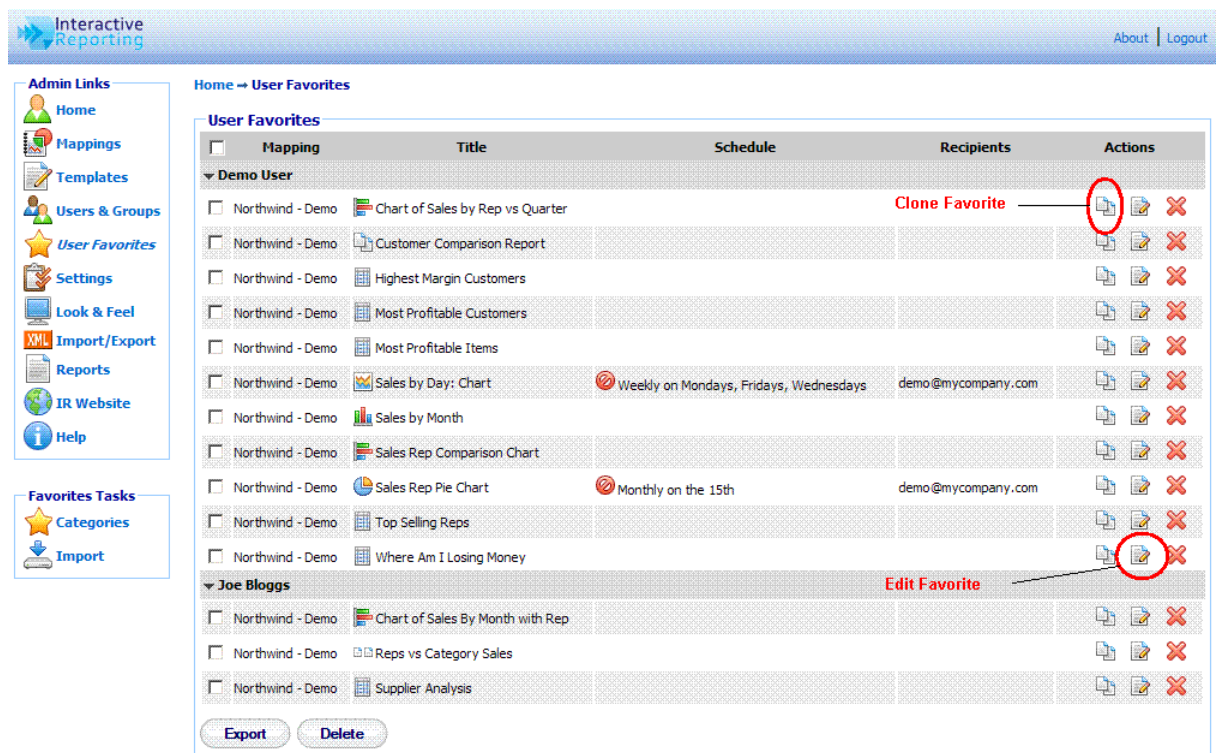 Interactive
Reporting
About | Logout
Admin Links
Home
Mappings
Templates
Users & Groups
User Favorites
Settings
Look & Feel
XML Import/Export
Reports
IR Website
Help
Favorites Tasks
Categories
Import
Home → User Favorites
User Favorites
Mapping Title Schedule Recipients Actions
Demo User
Northwind - Demo Chart of Sales by Rep vs Quarter Clone Favorite
Northwind - Demo Customer Comparison Report
Northwind - Demo Highest Margin Customers
Northwind - Demo Most Profitable Customers
Northwind - Demo Most Profitable Items
Northwind - Demo Sales by Day: Chart Weekly on Mondays, Fridays, Wednesdays demo@mycompany.com
Northwind - Demo Sales by Month
Northwind - Demo Sales Rep Comparison Chart
Northwind - Demo Sales Rep Pie Chart Monthly on the 15th demo@mycompany.com
Northwind - Demo Top Selling Reps
Northwind - Demo Where Am I Losing Money
Joe Bloggs Edit Favorite
Northwind - Demo Chart of Sales By Month with Rep
Northwind - Demo Reps vs Category Sales
Northwind - Demo Supplier Analysis
Export Delete